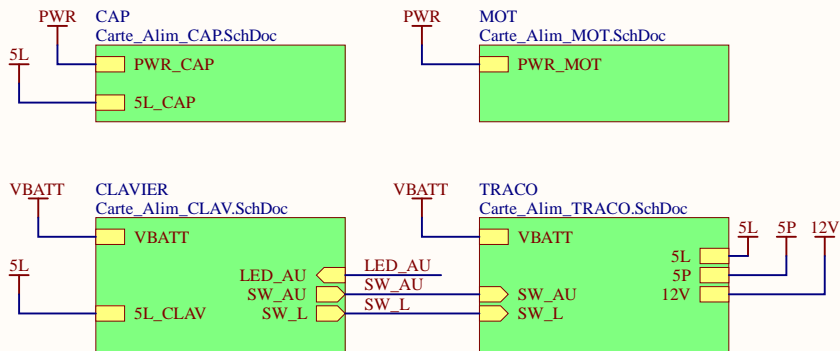 PWR
CAP
Carte_Alim_CAP.SchDoc
5L
PWR_CAP
5L_CAP
PWR
MOT
Carte_Alim_MOT.SchDoc
PWR_MOT
VBATT
CLAVIER
Carte_Alim_CLAV.SchDoc
VBATT
5L
LED_AU
SW_AU
5L_CLAV
SW_L
LED_AU
SW_AU
SW_L
VBATT
TRACO
Carte_Alim_TRACO.SchDoc
VBATT
5L
5P
12V
5L
5P
12V
SW_AU
SW_L